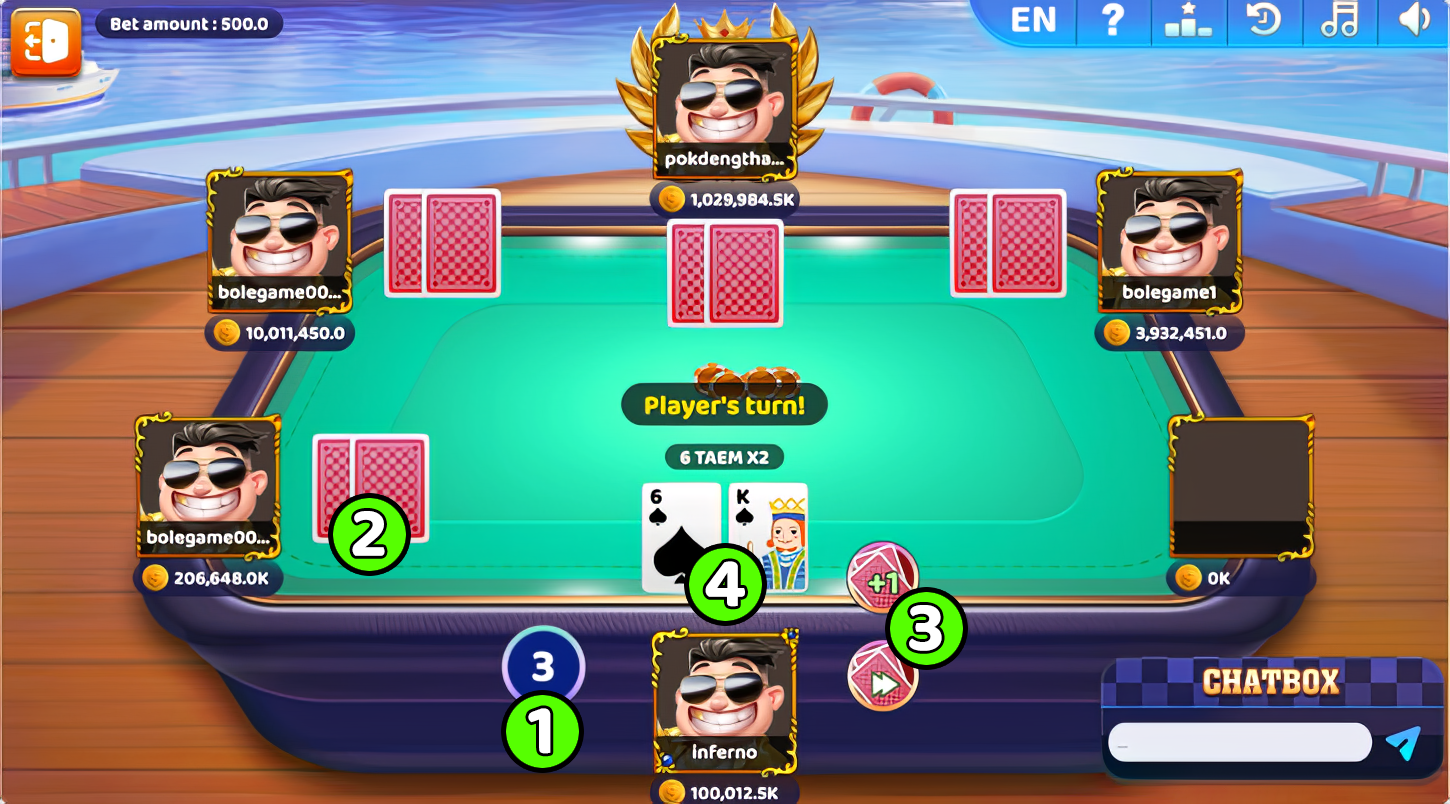 Bet amount : 500.0
EN
?
pokdengtha...
1,029,984.5K
bolegame00...
10,011,450.0
bolegame1
3,932,451.0
Player's turn!
6 TAEM X2
6
K
bolegame00...
206,648.0K
2
4
+1
3
0K
3
1
inferno
100,012.5K
CHATBOX